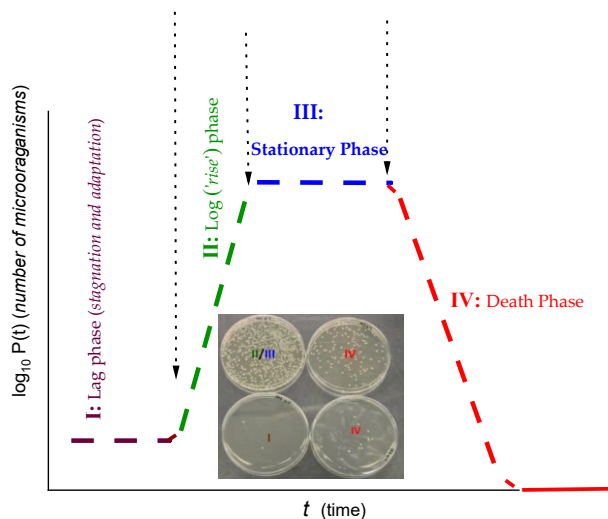 III:
Stationary Phase
I: Lag phase (stagnation and adaptation)
II: Log ('rise') phase
IV: Death Phase
log10 P(t) (number of microoraganisms)
II/III
IV
I
IV
t (time)